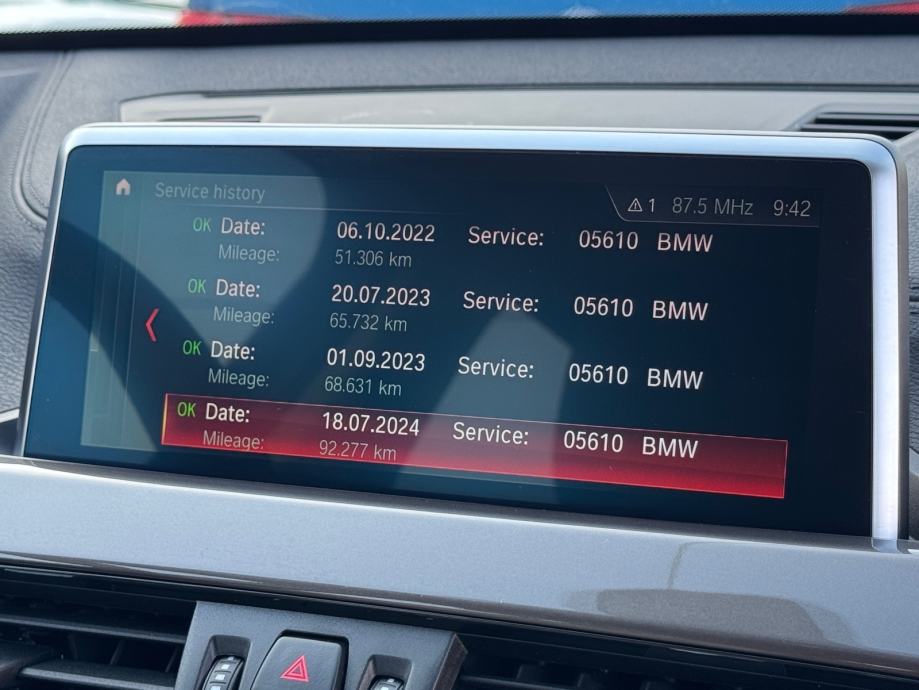 Service history
1 87.5 MHz 9:42
OK Date: 06.10.2022 Service: 05610 BMW
Mileage: 51.306 km
OK Date: 20.07.2023 Service: 05610 BMW
Mileage: 65.732 km
OK Date: 01.09.2023 Service: 05610 BMW
Mileage: 68.631 km
OK Date: 18.07.2024 Service: 05610 BMW
Mileage: 92.277 km